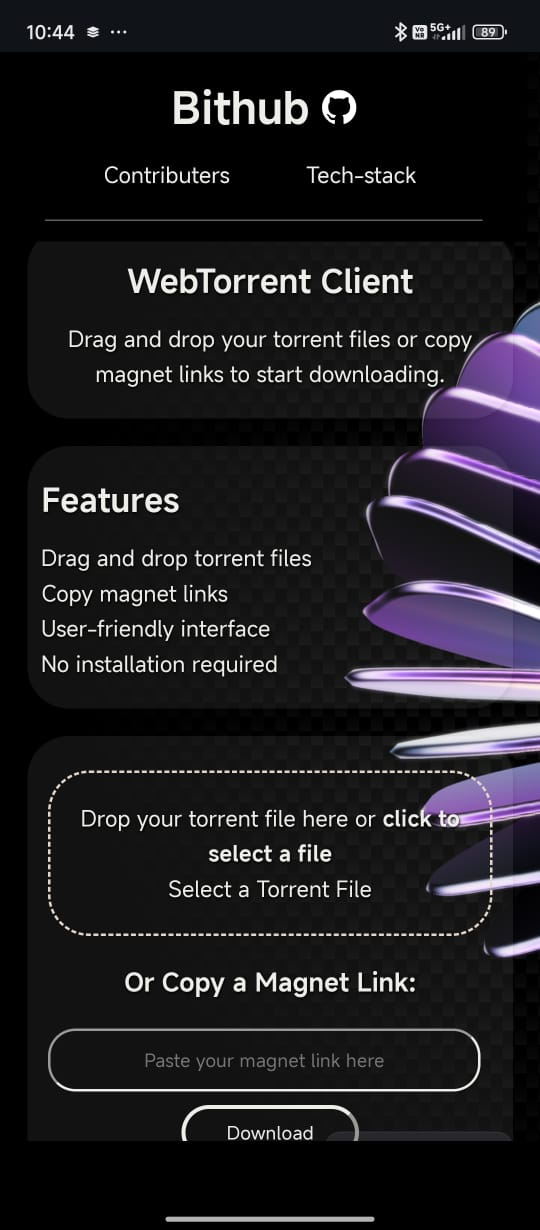 10:44 ··· Vo NR 5G+ 89
Bithub
Contributers Tech-stack
WebTorrent Client
Drag and drop your torrent files or copy
magnet links to start downloading.
Features
Drag and drop torrent files
Copy magnet links
User-friendly interface
No installation required
Drop your torrent file here or click to
select a file
Select a Torrent File
Or Copy a Magnet Link:
Paste your magnet link here
Download